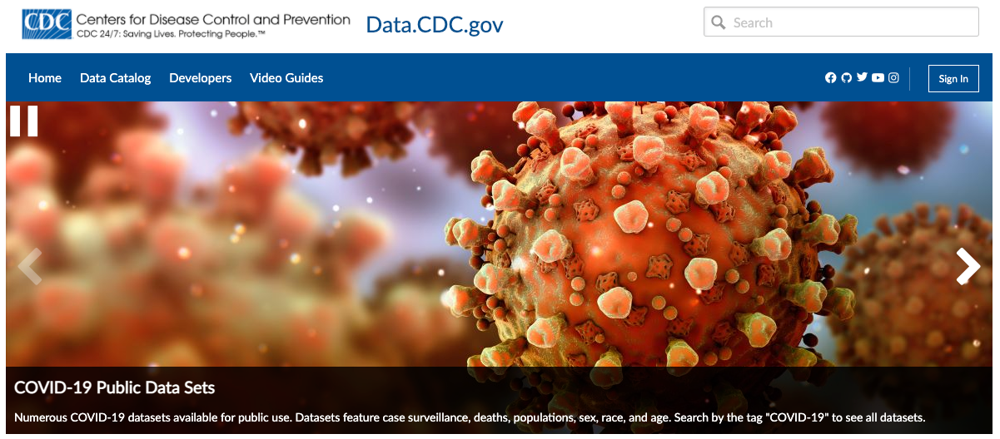 CDC Centers for Disease Control and Prevention
CDC 24/7: Saving Lives. Protecting People.™
Data.CDC.gov
Search
Home Data Catalog Developers Video Guides
Sign In
COVID-19 Public Data Sets
Numerous COVID-19 datasets available for public use. Datasets feature case surveillance, deaths, populations, sex, race, and age. Search by the tag "COVID-19" to see all datasets.